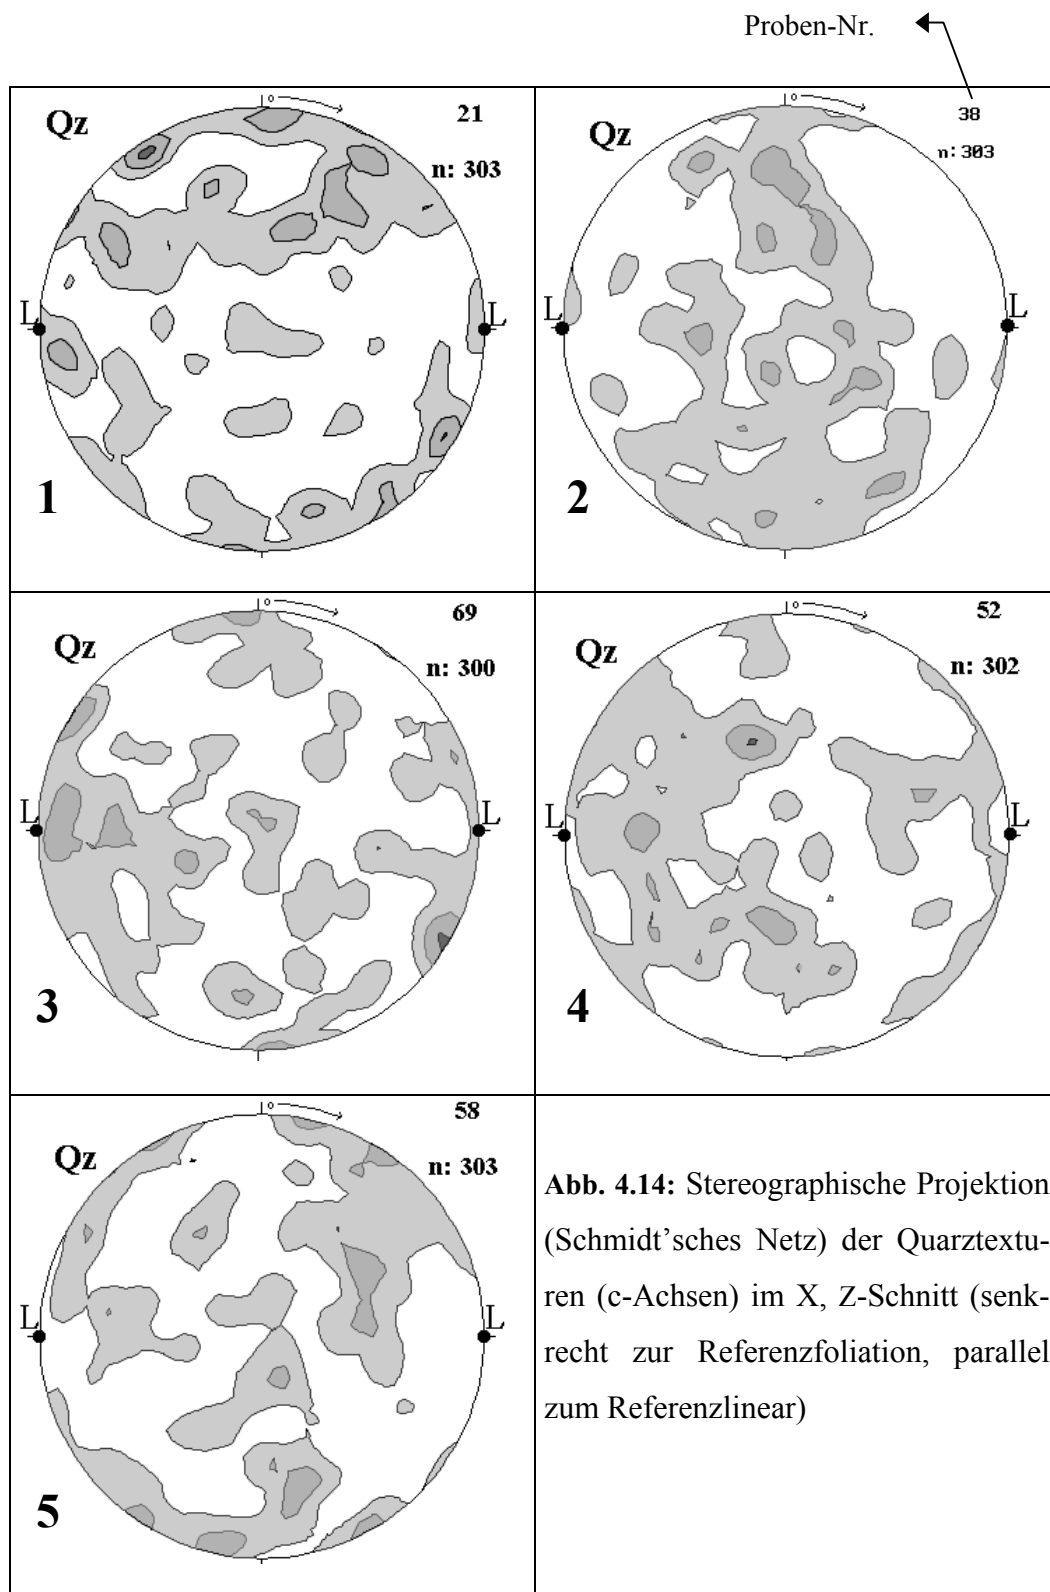 Proben-Nr.
Qz
21
n: 303
L
L
1
Qz
38
n: 303
L
L
2
Qz
69
n: 300
L
L
3
Qz
52
n: 302
L
L
4
Qz
58
n: 303
L
L
5
Abb. 4.14: Stereographische Projektion
(Schmidt’sches Netz) der Quarztextu-
ren (c-Achsen) im X, Z-Schnitt (senk-
recht zur Referenzfoliation, parallel
zum Referenzlinear)